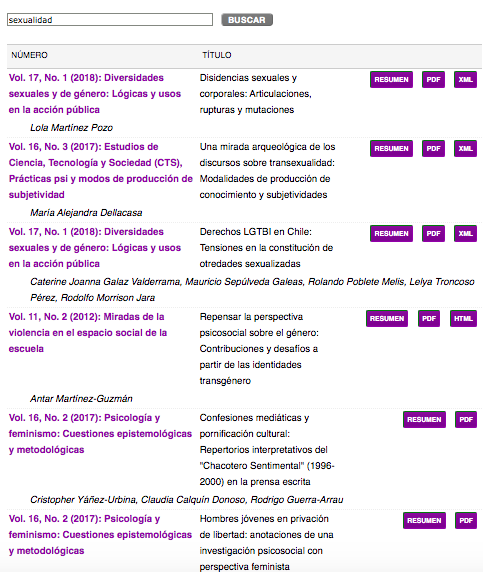 sexualidad BUSCAR
NÚMERO TÍTULO
Vol. 17, No. 1 (2018): Diversidades Disidencias sexuales y RESUMEN PDF XML
sexuales y de género: Lógicas y usos corporales: Articulaciones,
en la acción pública rupturas y mutaciones
Lola Martínez Pozo
Vol. 16, No. 3 (2017): Estudios de Una mirada arqueológica de los RESUMEN PDF XML
Ciencia, Tecnología y Sociedad (CTS), discursos sobre transexualidad:
Prácticas psi y modos de producción de Modalidades de producción de
subjetividad conocimiento y subjetividades
María Alejandra Dellacasa
Vol. 17, No. 1 (2018): Diversidades Derechos LGTBI en Chile: RESUMEN PDF XML
sexuales y de género: Lógicas y usos Tensiones en la constitución de
en la acción pública otredades sexualizadas
Caterine Joanna Galaz Valderrama, Mauricio Sepúlveda Galeas, Rolando Poblete Melis, Lelya Troncoso
Pérez, Rodolfo Morrison Jara
Vol. 11, No. 2 (2012): Miradas de la Repensar la perspectiva RESUMEN PDF HTML
violencia en el espacio social de la psicosocial sobre el género:
escuela Contribuciones y desafíos a
partir de las identidades
transgénero
Antar Martínez-Guzmán
Vol. 16, No. 2 (2017): Psicología y Confesiones mediáticas y RESUMEN PDF
feminismo: Cuestiones epistemológicas pornificación cultural:
y metodológicas Repertorios interpretativos del
"Chacotero Sentimental" (1996-
2000) en la prensa escrita
Cristopher Yáñez-Urbina, Claudia Calquín Donoso, Rodrigo Guerra-Arrau
Vol. 16, No. 2 (2017): Psicología y Hombres jóvenes en privación RESUMEN PDF
feminismo: Cuestiones epistemológicas de libertad: anotaciones de una
y metodológicas investigación psicosocial con
perspectiva feminista